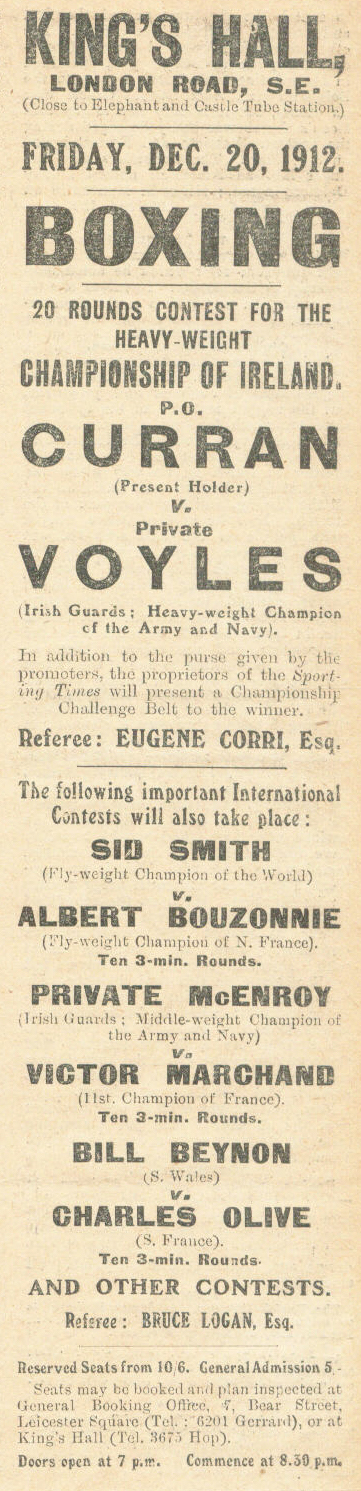 KING'S HALL,
LONDON ROAD, S.E.
(Close to Elephant and Castle Tube Station.)
FRIDAY, DEC. 20, 1912.
BOXING
20 ROUNDS CONTEST FOR THE
HEAVY-WEIGHT
CHAMPIONSHIP OF IRELAND.
P.O.
CURRAN
(Present Holder)
V.
Private
VOYLES
(Irish Guards; Heavy-weight Champion
of the Army and Navy).
In addition to the purse given by the
promoters, the proprietors of the Sport-
ing Times will present a Championship
Challenge Belt to the winner.
Referee: EUGENE CORRI, Esq.
The following important International
Contests will also take place:
SID SMITH
(Fly-weight Champion of the World)
V.
ALBERT BOUZONNIE
(Fly-weight Champion of N. France).
Ten 3-min. Rounds.
PRIVATE McENROY
(Irish Guards; Middle-weight Champion of
the Army and Navy)
V.
VICTOR MARCHAND
(11st. Champion of France).
Ten 3-min. Rounds.
BILL BEYNON
(S. Wales)
V.
CHARLES OLIVE
(S. France).
Ten 3-min. Rounds.
AND OTHER CONTESTS.
Referee: BRUCE LOGAN, Esq.
Reserved Seats from 10/6. General Admission 5/-
Seats may be booked and plan inspected at
General Booking Office, Bear Street,
Leicester Square (Tel.: 6201 Gerrard), or at
King's Hall (Tel. 3675 Hop).
Doors open at 7 p.m. Commence at 8.30 p.m.